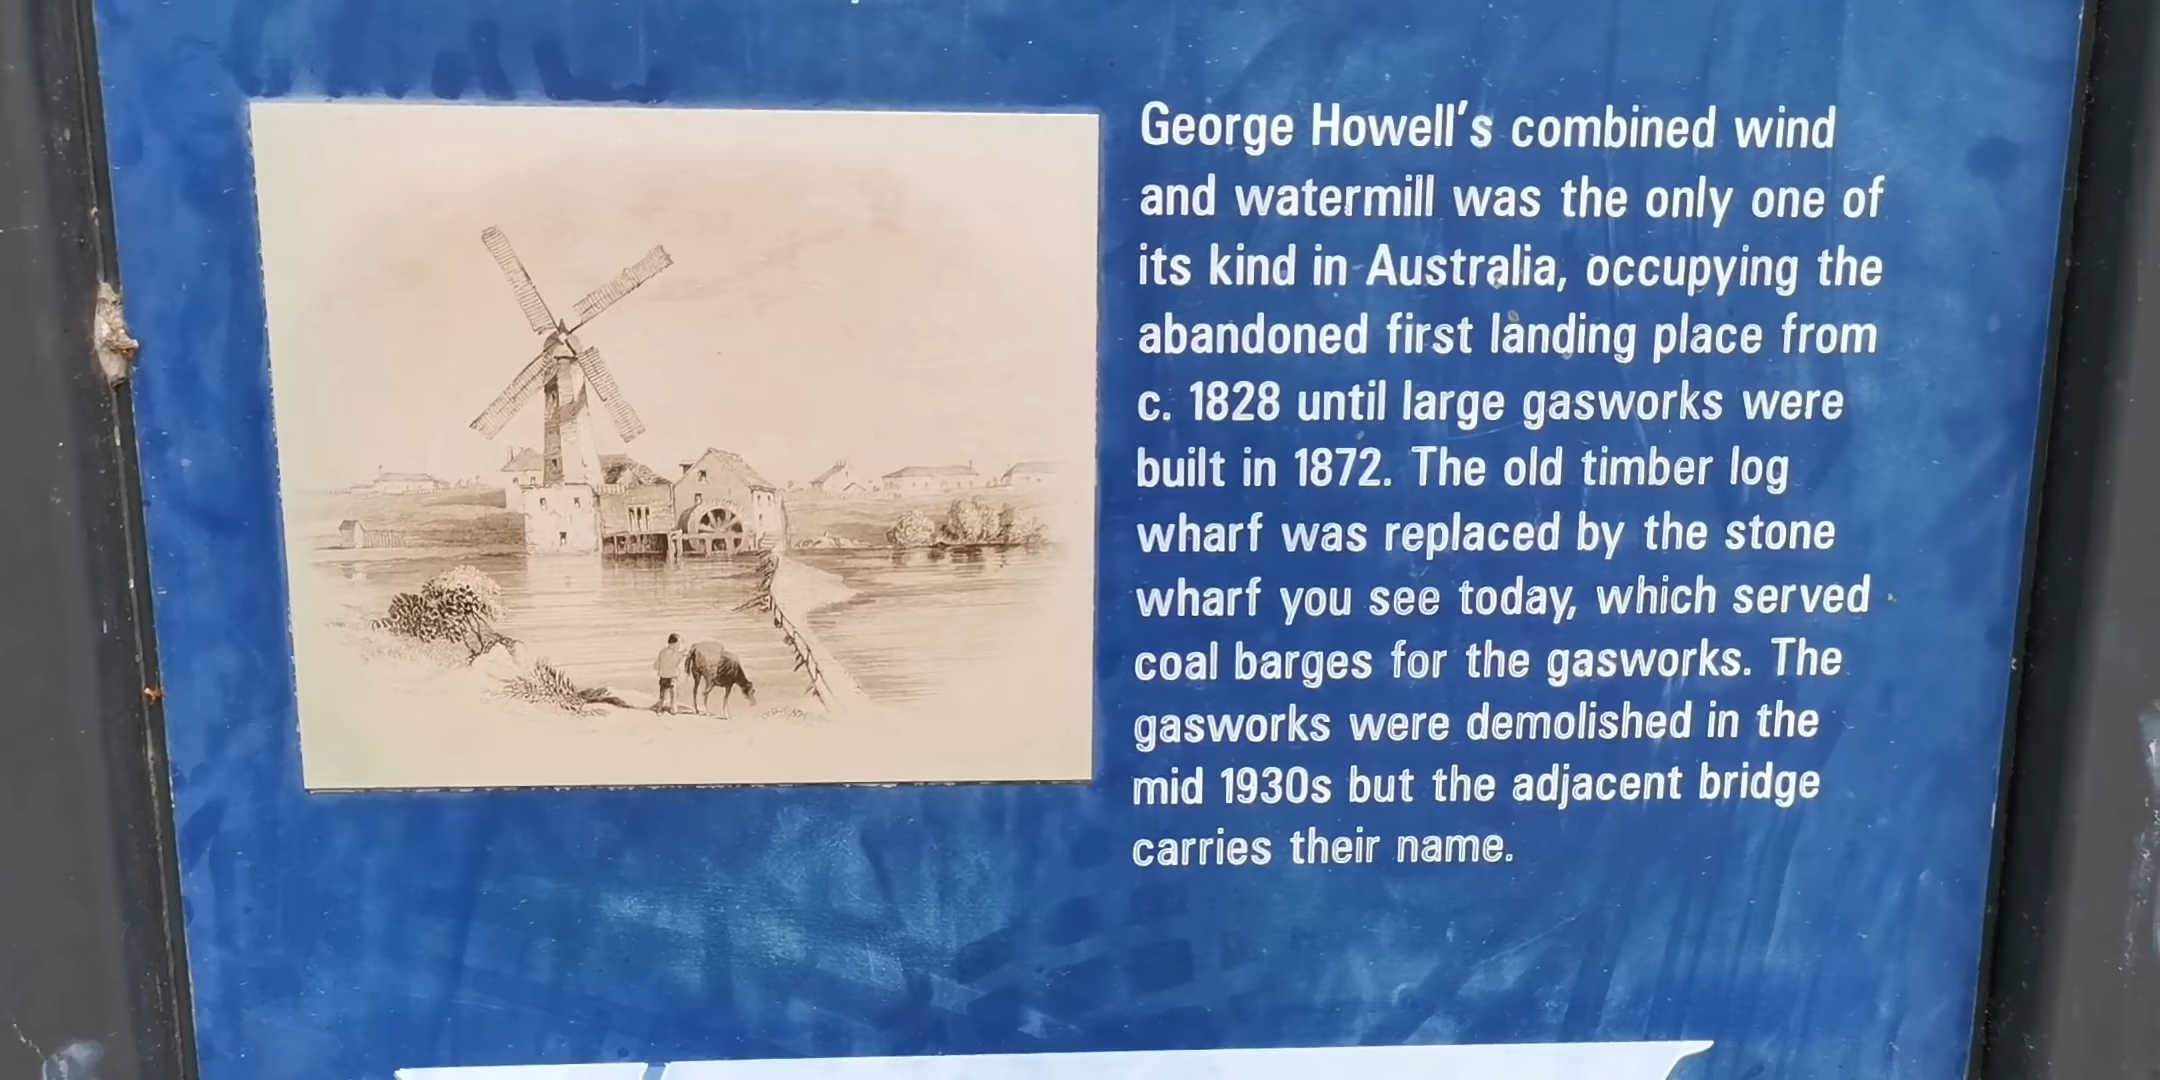 George Howell's combined wind
and watermill was the only one of
its kind in Australia, occupying the
abandoned first landing place from
c. 1828 until large gasworks were
built in 1872. The old timber log
wharf was replaced by the stone
wharf you see today, which served
coal barges for the gasworks. The
gasworks were demolished in the
mid 1930s but the adjacent bridge
carries their name.